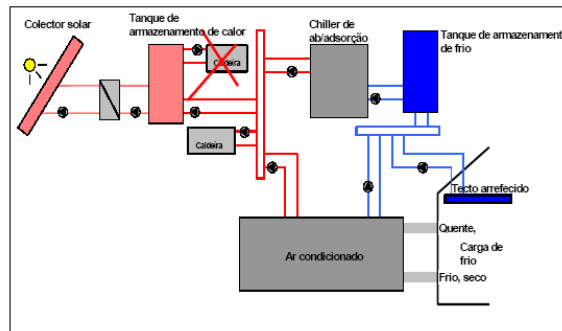 Colector solar
Tanque de
armazenamento de calor
Caldeira
Caldeira
Chiller de
ab/adsorção
Tanque de armazenament
de frio
Tecto arrefecido
Quente,
Carga de
frio
Frio, seco
Ar condicionado